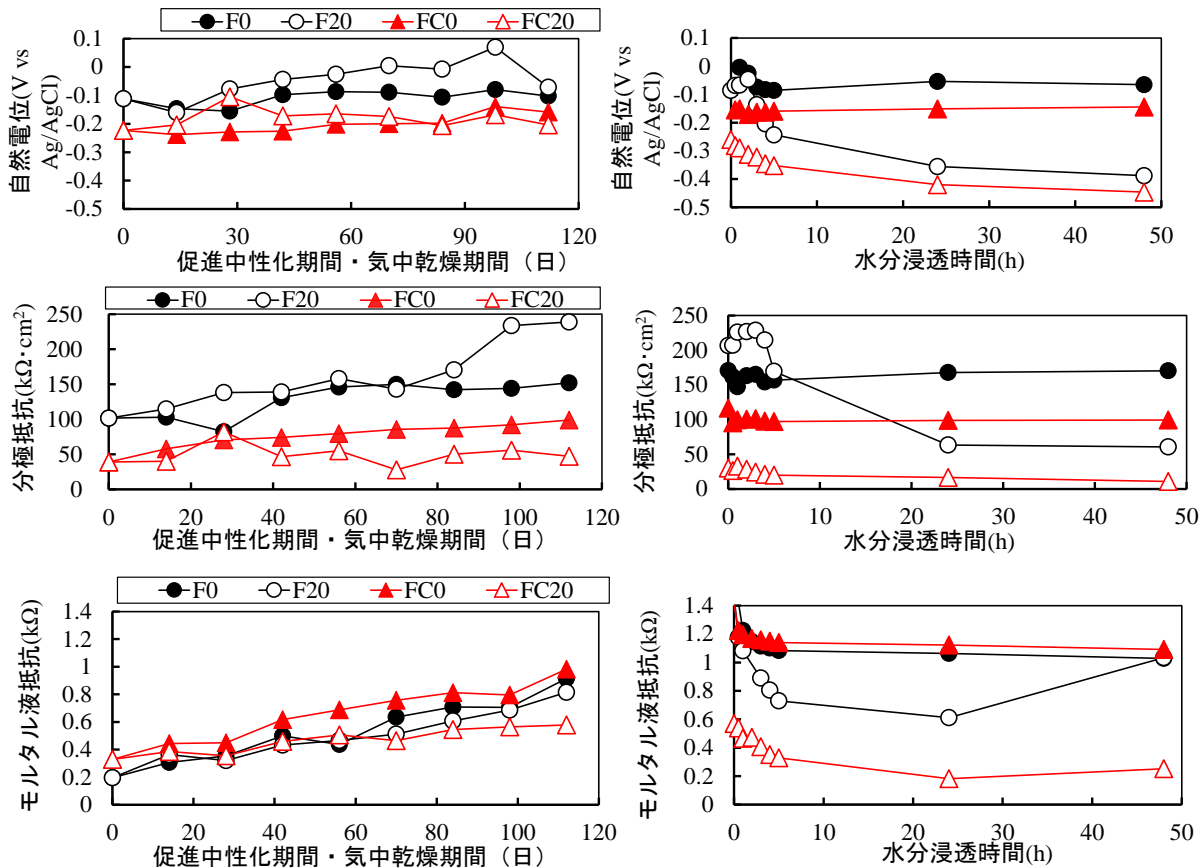 F0 F20 FC0 FC20
自然電位(V vs
Ag/AgCl)
0.1
0
-0.1
-0.2
-0.3
-0.4
-0.5
0 30 60 90 120
促進中性化期間・気中乾燥期間（日）
自然電位(V vs
Ag/AgCl)
0.1
0
-0.1
-0.2
-0.3
-0.4
-0.5
0 10 20 30 40 50
水分浸透時間(h)
F0 F20 FC0 FC20
分極抵抗(kΩ·cm²)
250
200
150
100
50
0
0 20 40 60 80 100 120
促進中性化期間・気中乾燥期間（日）
分極抵抗(kΩ·cm²)
250
200
150
100
50
0
0 10 20 30 40 50
水分浸透時間(h)
F0 F20 FC0 FC20
モルタル液抵抗(kΩ)
1.4
1.2
1
0.8
0.6
0.4
0.2
0
0 20 40 60 80 100 120
促進中性化期間・気中乾燥期間（日）
モルタル液抵抗(kΩ)
1.4
1.2
1
0.8
0.6
0.4
0.2
0
0 10 20 30 40 50
水分浸透時間(h)